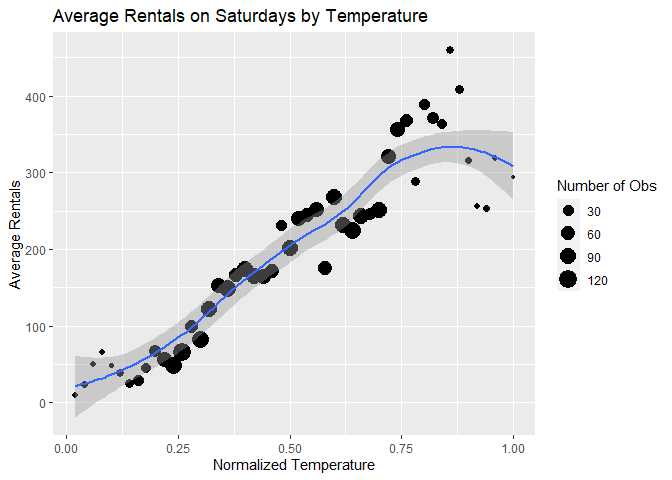 Average Rentals on Saturdays by Temperature
400
300
200
100
0
Average Rentals
0.00 0.25 0.50 0.75 1.00
Normalized Temperature
Number of Obs
30
60
90
120